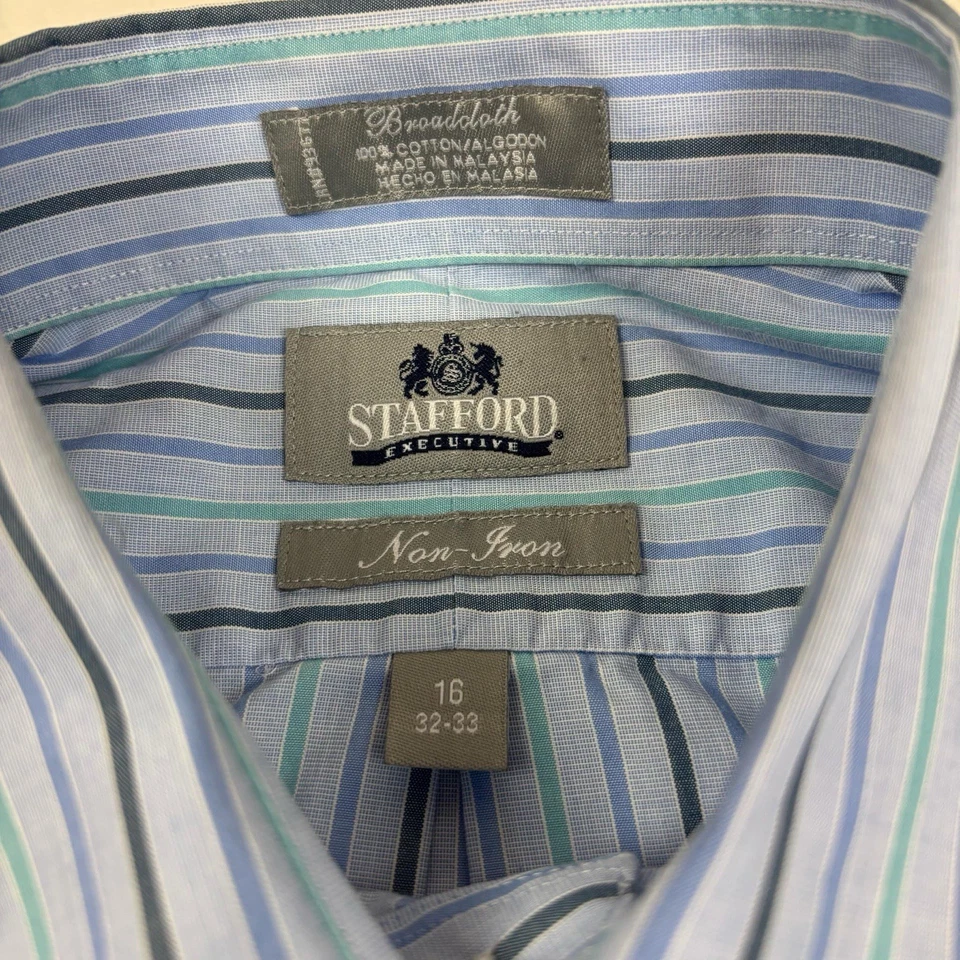 Broadcloth
100% COTTON/ALGODON
MADE IN MALAYSIA
HECHO EN MALASIA
S
STAFFORD®
EXECUTIVE
Non-Iron
16
32-33